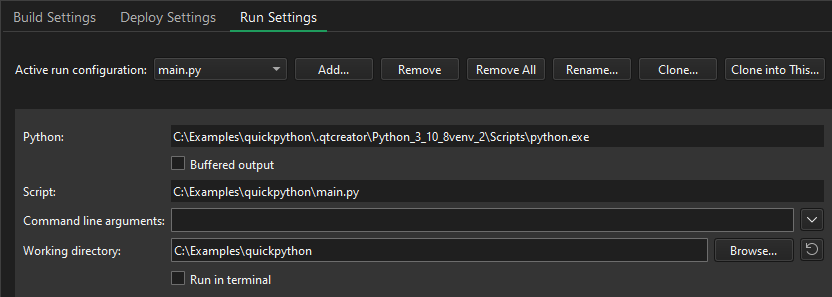 Build Settings Deploy Settings Run Settings
Active run configuration: main.py Add... Remove Remove All Rename... Clone... Clone into This...
Python: C:\Examples\quickpython\.qtcreator\Python_3_10_8venv_2\Scripts\python.exe
Buffered output
Script: C:\Examples\quickpython\main.py
Command line arguments:
Working directory: C:\Examples\quickpython Browse...
Run in terminal